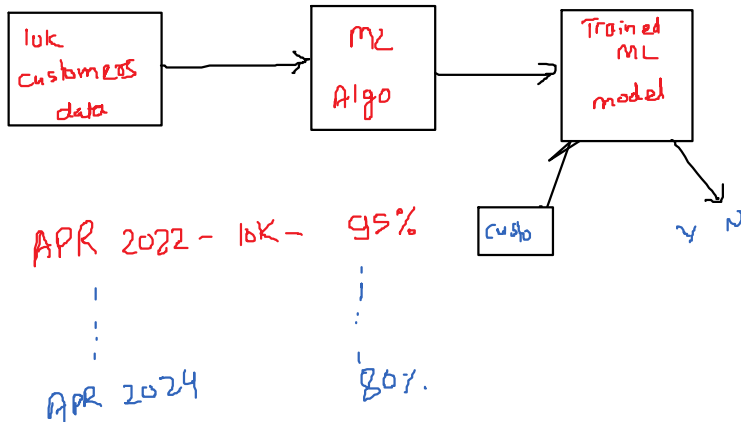 10K
customers
data
ML
Algo
Trained
ML
model
custo
Y N
APR 2022 - 10K - 95%
APR 2024 80%.